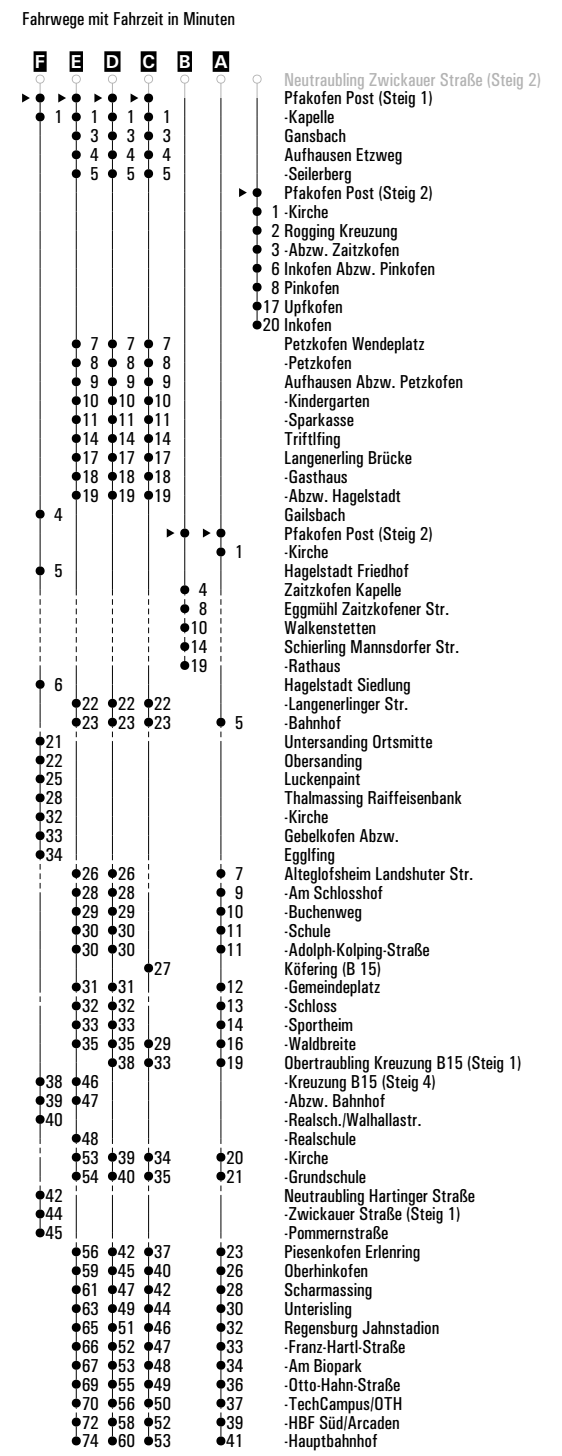 Fahrwege mit Fahrzeit in Minuten
F E D C B A
Neutraubling Zwickauer Straße (Steig 2)
Pfakofen Post (Steig 1)
1 1 1 1 -Kapelle
3 3 3 Gansbach
4 4 4 Aufhausen Etzweg
5 5 5 -Seilerberg
Pfakofen Post (Steig 2)
1 -Kirche
2 Rogging Kreuzung
3 -Abzw. Zaitzkofen
6 Inkofen Abzw. Pinkofen
8 Pinkofen
17 Upfkofen
20 Inkofen
7 7 7 Petzkofen Wendeplatz
8 8 8 -Petzkofen
9 9 9 Aufhausen Abzw. Petzkofen
10 10 10 -Kindergarten
11 11 11 -Sparkasse
14 14 14 Triftlfing
17 17 17 Langenerling Brücke
18 18 18 -Gasthaus
19 19 19 -Abzw. Hagelstadt
4 Gailsbach
Pfakofen Post (Steig 2)
1 -Kirche
5 Hagelstadt Friedhof
4 Zaitzkofen Kapelle
8 Eggmühl Zaitzkofener Str.
10 Walkenstetten
14 Schierling Mannsdorfer Str.
19 -Rathaus
6 Hagelstadt Siedlung
22 22 22 -Langenerlinger Str.
23 23 23 5 -Bahnhof
21 Untersanding Ortsmitte
22 Obersanding
25 Luckenpaint
28 Thalmassing Raiffeisenbank
32 -Kirche
33 Gebelkofen Abzw.
34 Egglfing
26 26 7 Alteglofsheim Landshuter Str.
28 28 9 -Am Schlosshof
29 29 10 -Buchenweg
30 30 11 -Schule
30 30 11 -Adolph-Kolping-Straße
27 Köfering (B 15)
31 31 12 -Gemeindeplatz
32 32 13 -Schloss
33 33 14 -Sportheim
35 35 29 16 -Waldbreite
38 33 19 Obertraubling Kreuzung B15 (Steig 1)
38 46 -Kreuzung B15 (Steig 4)
39 47 -Abzw. Bahnhof
40 -Realsch./Walhallastr.
48 -Realschule
53 39 34 20 -Kirche
54 40 35 21 -Grundschule
42 Neutraubling Hartinger Straße
44 -Zwickauer Straße (Steig 1)
45 -Pommernstraße
56 42 37 23 Piesenkofen Erlenring
59 45 40 26 Oberhinkofen
61 47 42 28 Scharmassing
63 49 44 30 Unterisling
65 51 46 32 Regensburg Jahnstadion
66 52 47 33 -Franz-Hartl-Straße
67 53 48 34 -Am Biopark
69 55 49 36 -Otto-Hahn-Straße
70 56 50 37 -TechCampus/OTH
72 58 52 39 -HBF Süd/Arcaden
74 60 53 41 -Hauptbahnhof